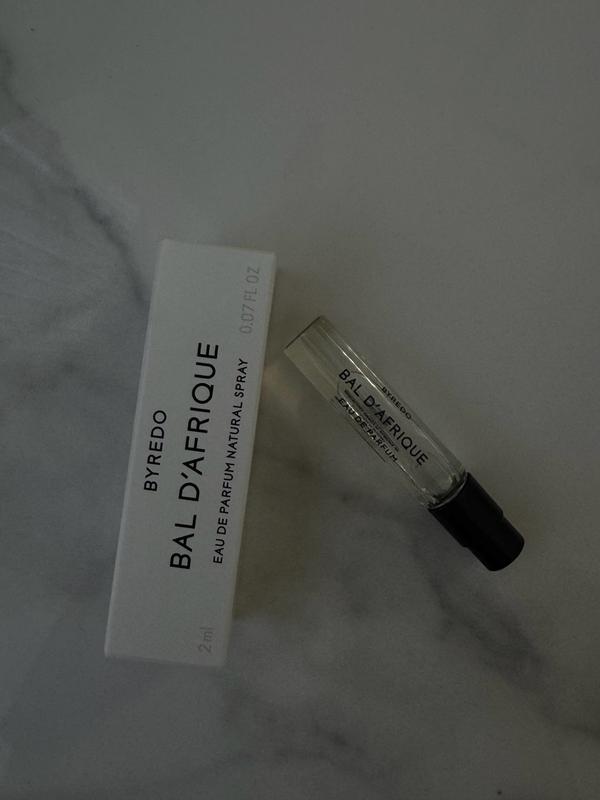 BYREDO
BAL D'AFRIQUE
EAU DE PARFUM NATURAL SPRAY
2 ml
0.07 FL OZ
BYREDO
BAL D'AFRIQUE
EAU DE PARFUM